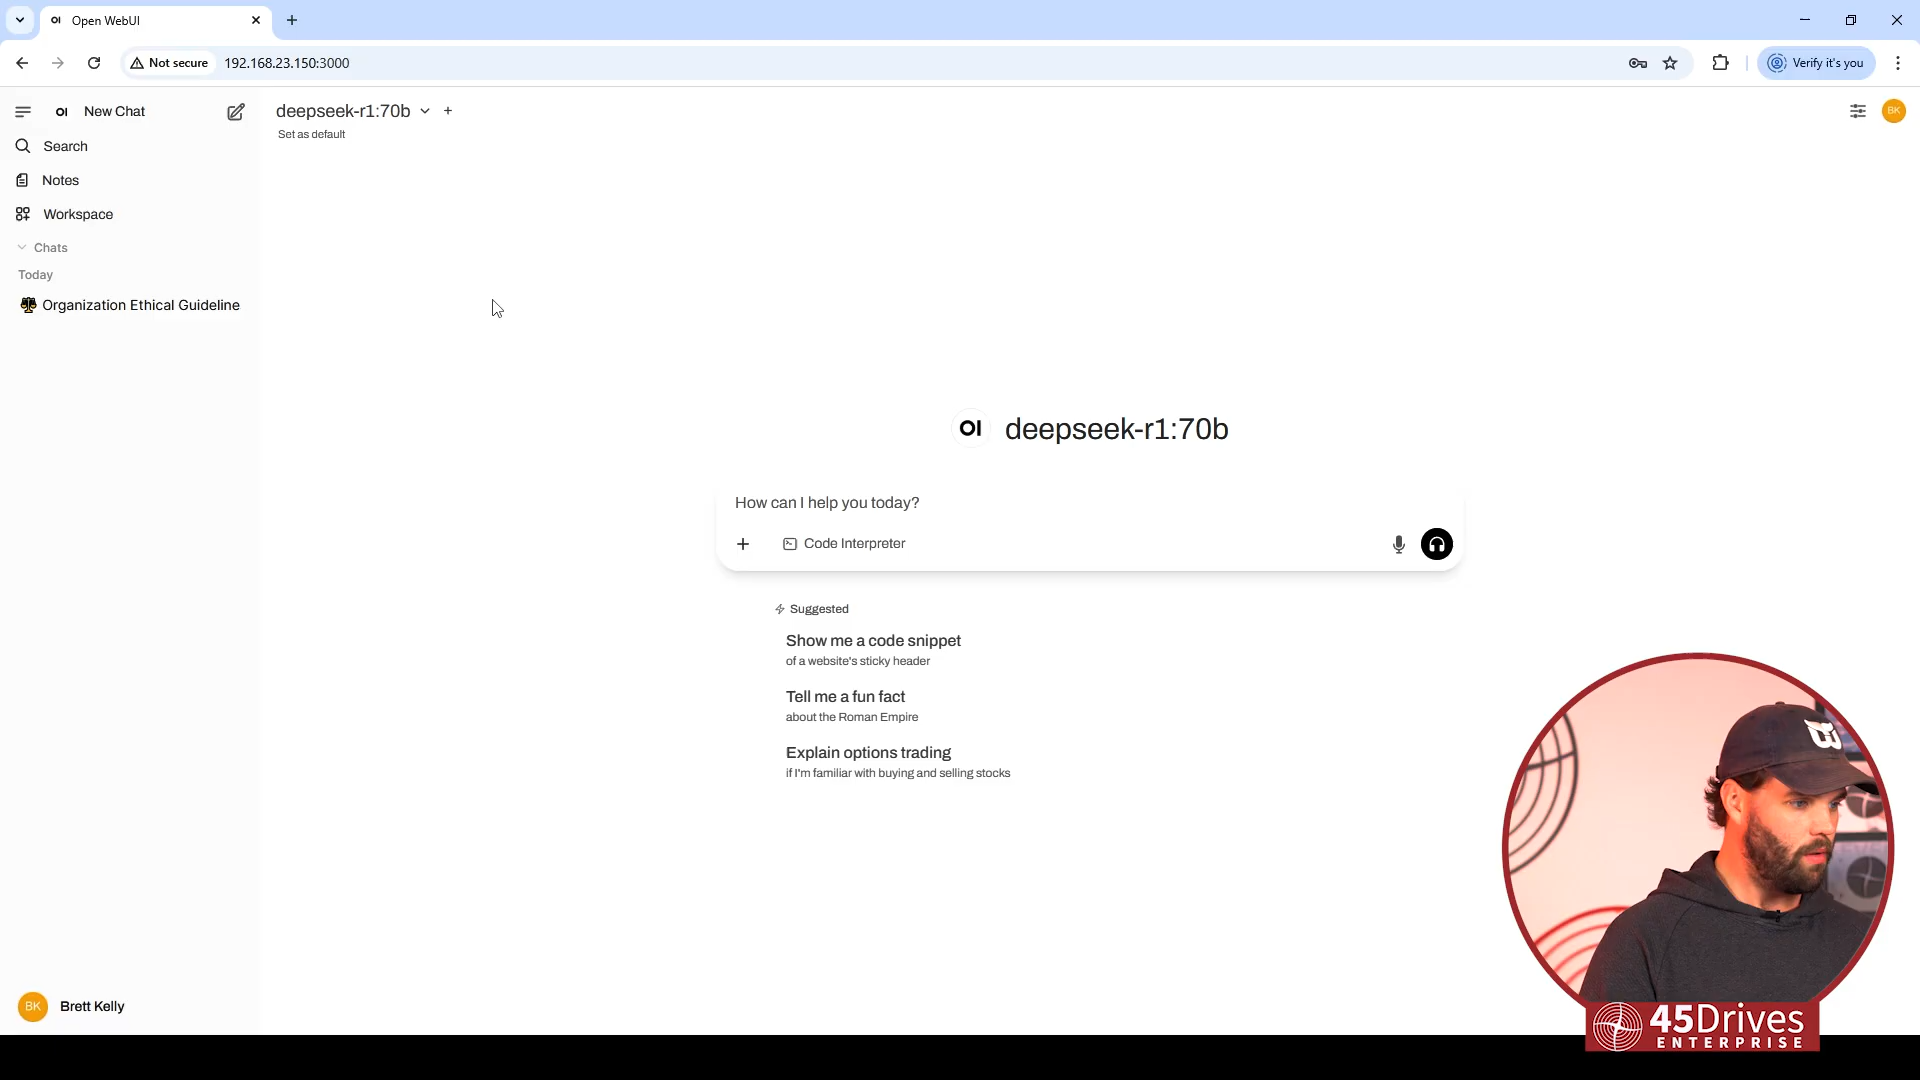 Open WebUI
Not secure
192.168.23.150:3000
Verify it's you
OI
New Chat
deepseek-r1:70b
BK
Set as default
Search
Notes
Workspace
Chats
Today
Organization Ethical Guideline
OI
deepseek-r1:70b
How can I help you today?
Code Interpreter
Suggested
Show me a code snippet
of a website's sticky header
Tell me a fun fact
about the Roman Empire
Explain options trading
if I'm familiar with buying and selling stocks
BK
Brett Kelly
45Drives
ENTERPRISE